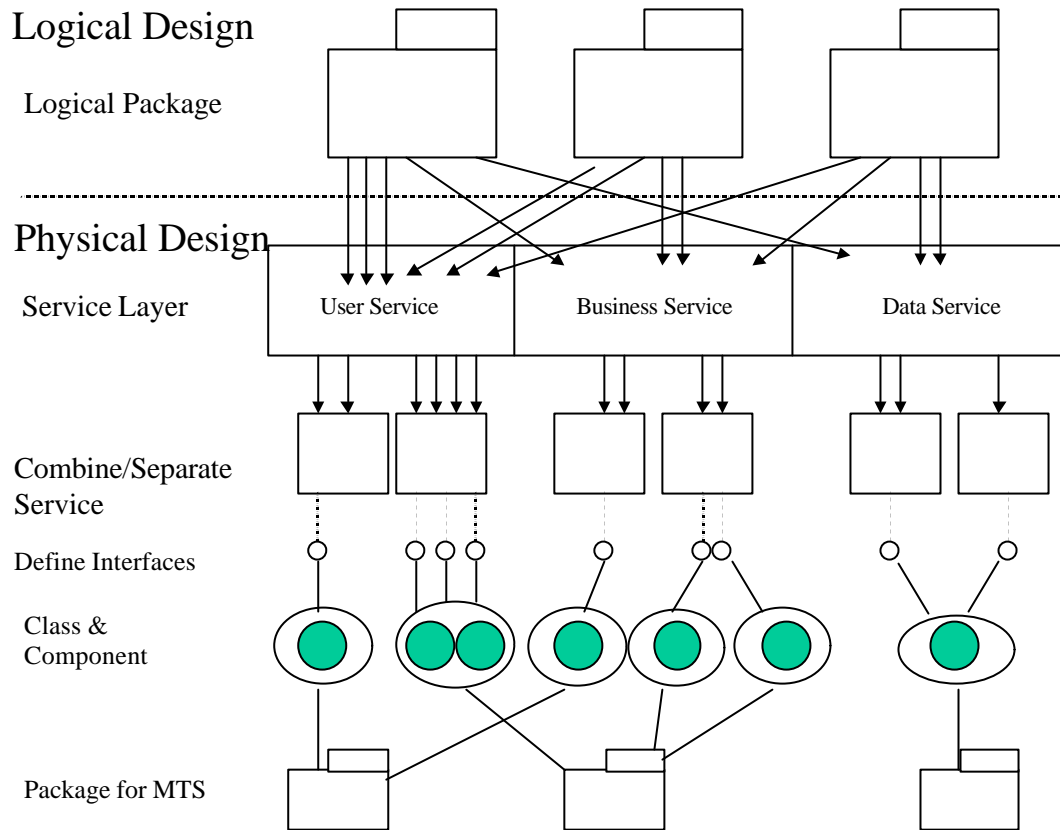 Logical Design
Logical Package
Physical Design
Service Layer
User Service
Business Service
Data Service
Combine/Separate
Service
Define Interfaces
Class &
Component
Package for MTS